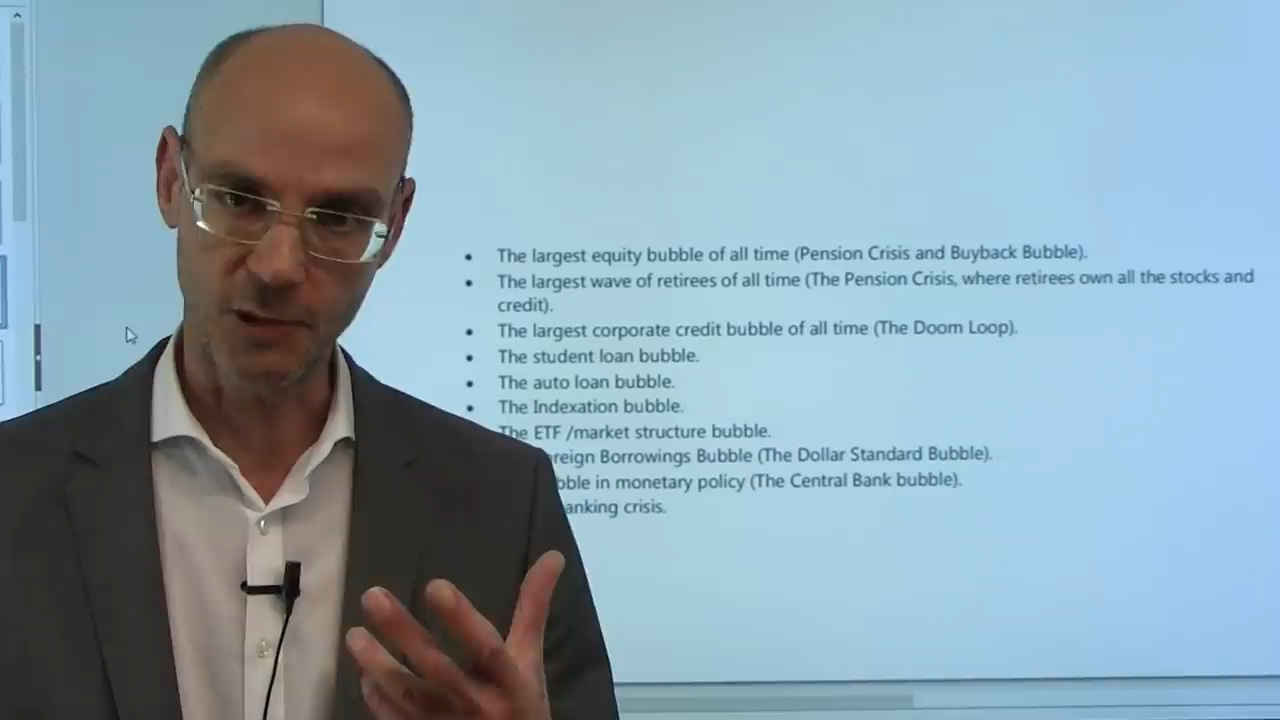 The largest equity bubble of all time (Pension Crisis and Buyback Bubble).
The largest wave of retirees of all time (The Pension Crisis, where retirees own all the stocks and
credit).
The largest corporate credit bubble of all time (The Doom Loop).
The student loan bubble.
The auto loan bubble.
The Indexation bubble.
The ETF /market structure bubble.
Borrowings Bubble (The Dollar Standard Bubble).
in monetary policy (The Central Bank bubble).
crisis.